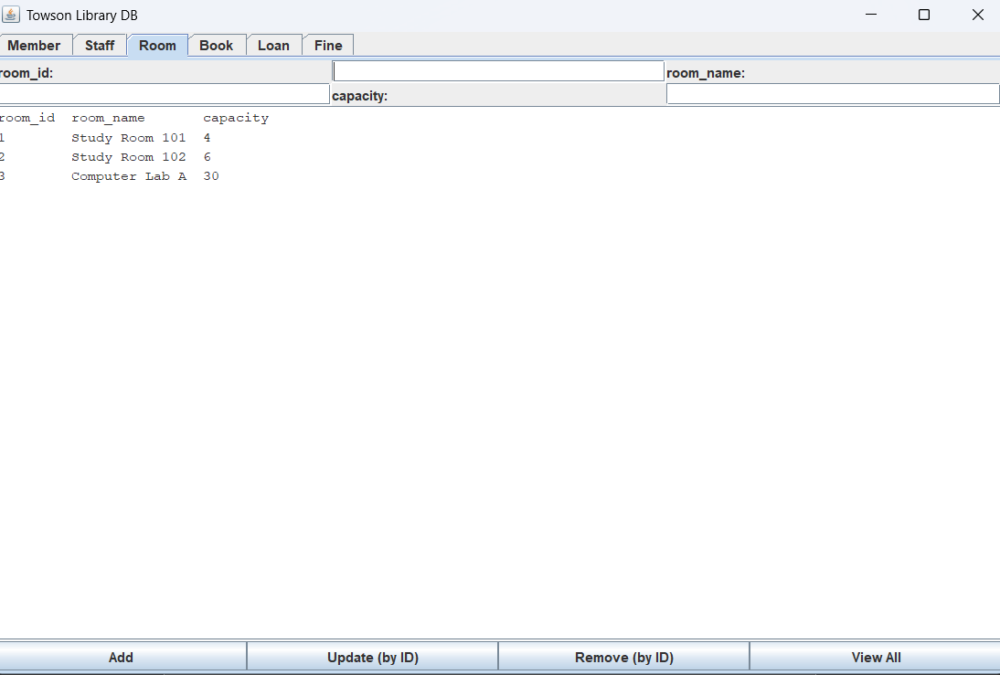 Towson Library DB
Member Staff Room Book Loan Fine
room_id: room_name:
capacity:
room_id room_name capacity
1 Study Room 101 4
2 Study Room 102 6
3 Computer Lab A 30
Add Update (by ID) Remove (by ID) View All